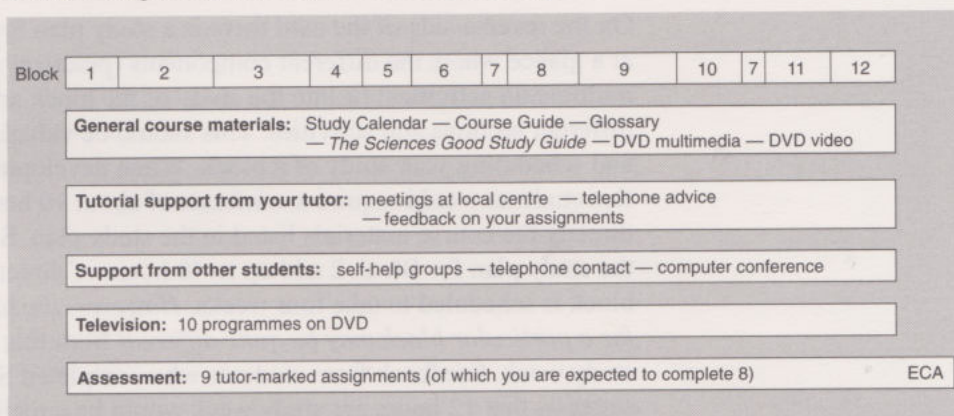 Block 1 2 3 4 5 6 7 8 9 10 7 11 12
General course materials: Study Calendar — Course Guide —Glossary
— The Sciences Good Study Guide — DVD multimedia — DVD video
Tutorial support from your tutor: meetings at local centre — telephone advice
— feedback on your assignments
Support from other students: self-help groups — telephone contact — computer conference
Television: 10 programmes on DVD
Assessment: 9 tutor-marked assignments (of which you are expected to complete 8) ECA